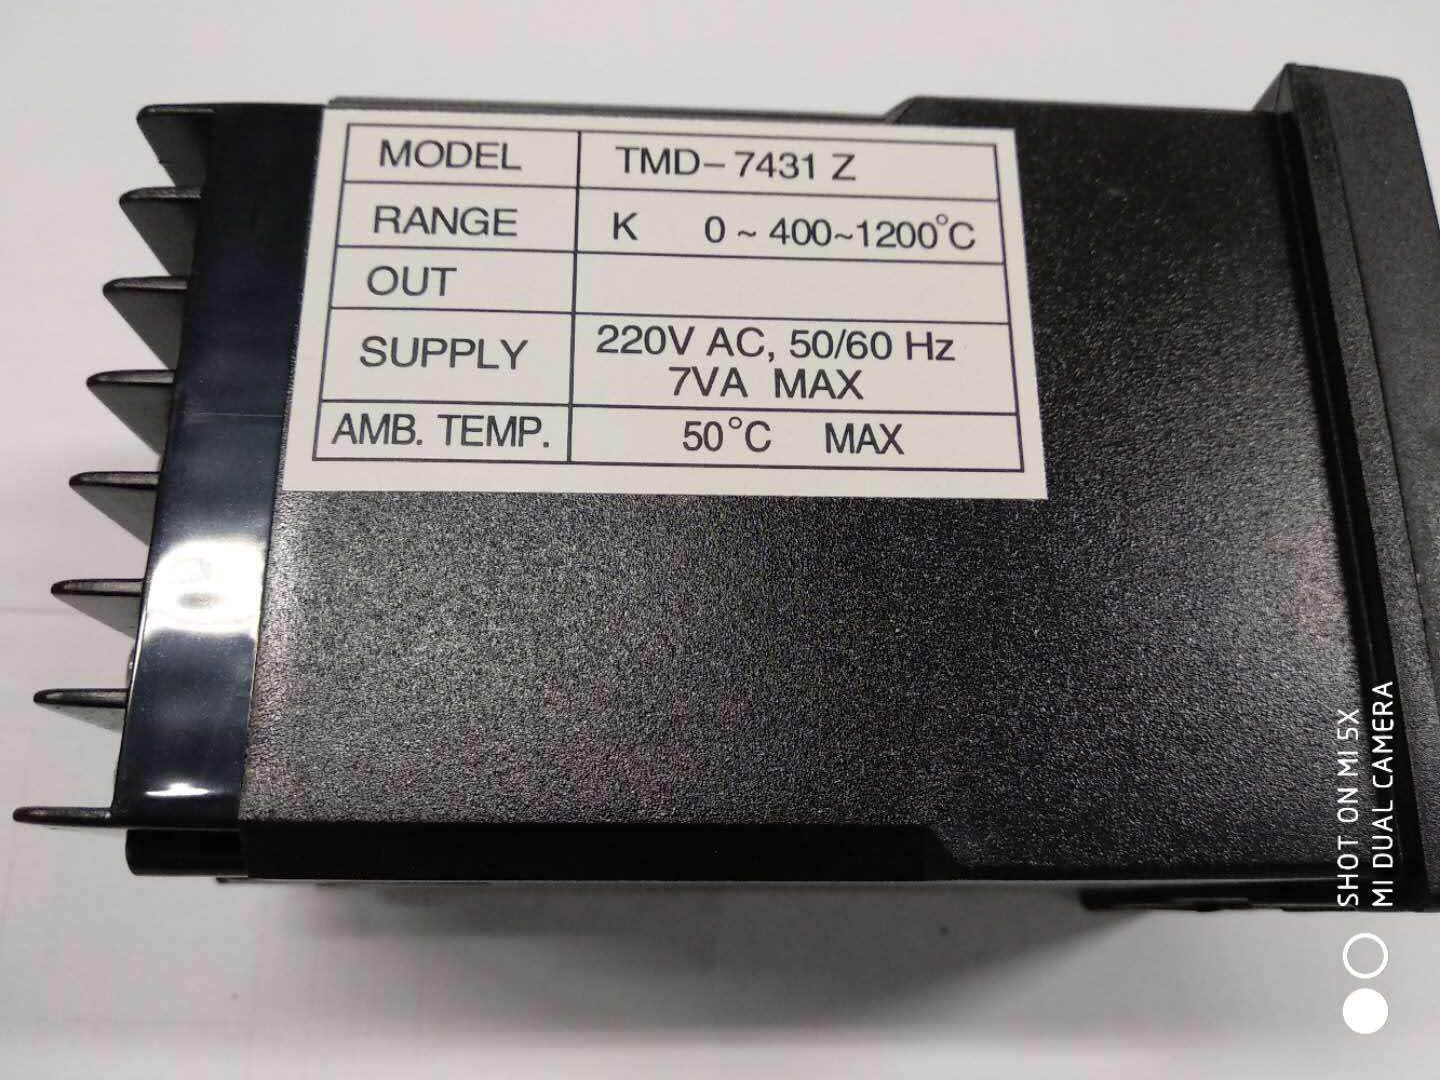 MODEL TMD-7431 Z
RANGE K 0 ~ 400~1200°C
OUT
SUPPLY 220V AC, 50/60 Hz
7VA MAX
AMB. TEMP. 50°C MAX
SHOT ON MI 5X
MI DUAL CAMERA